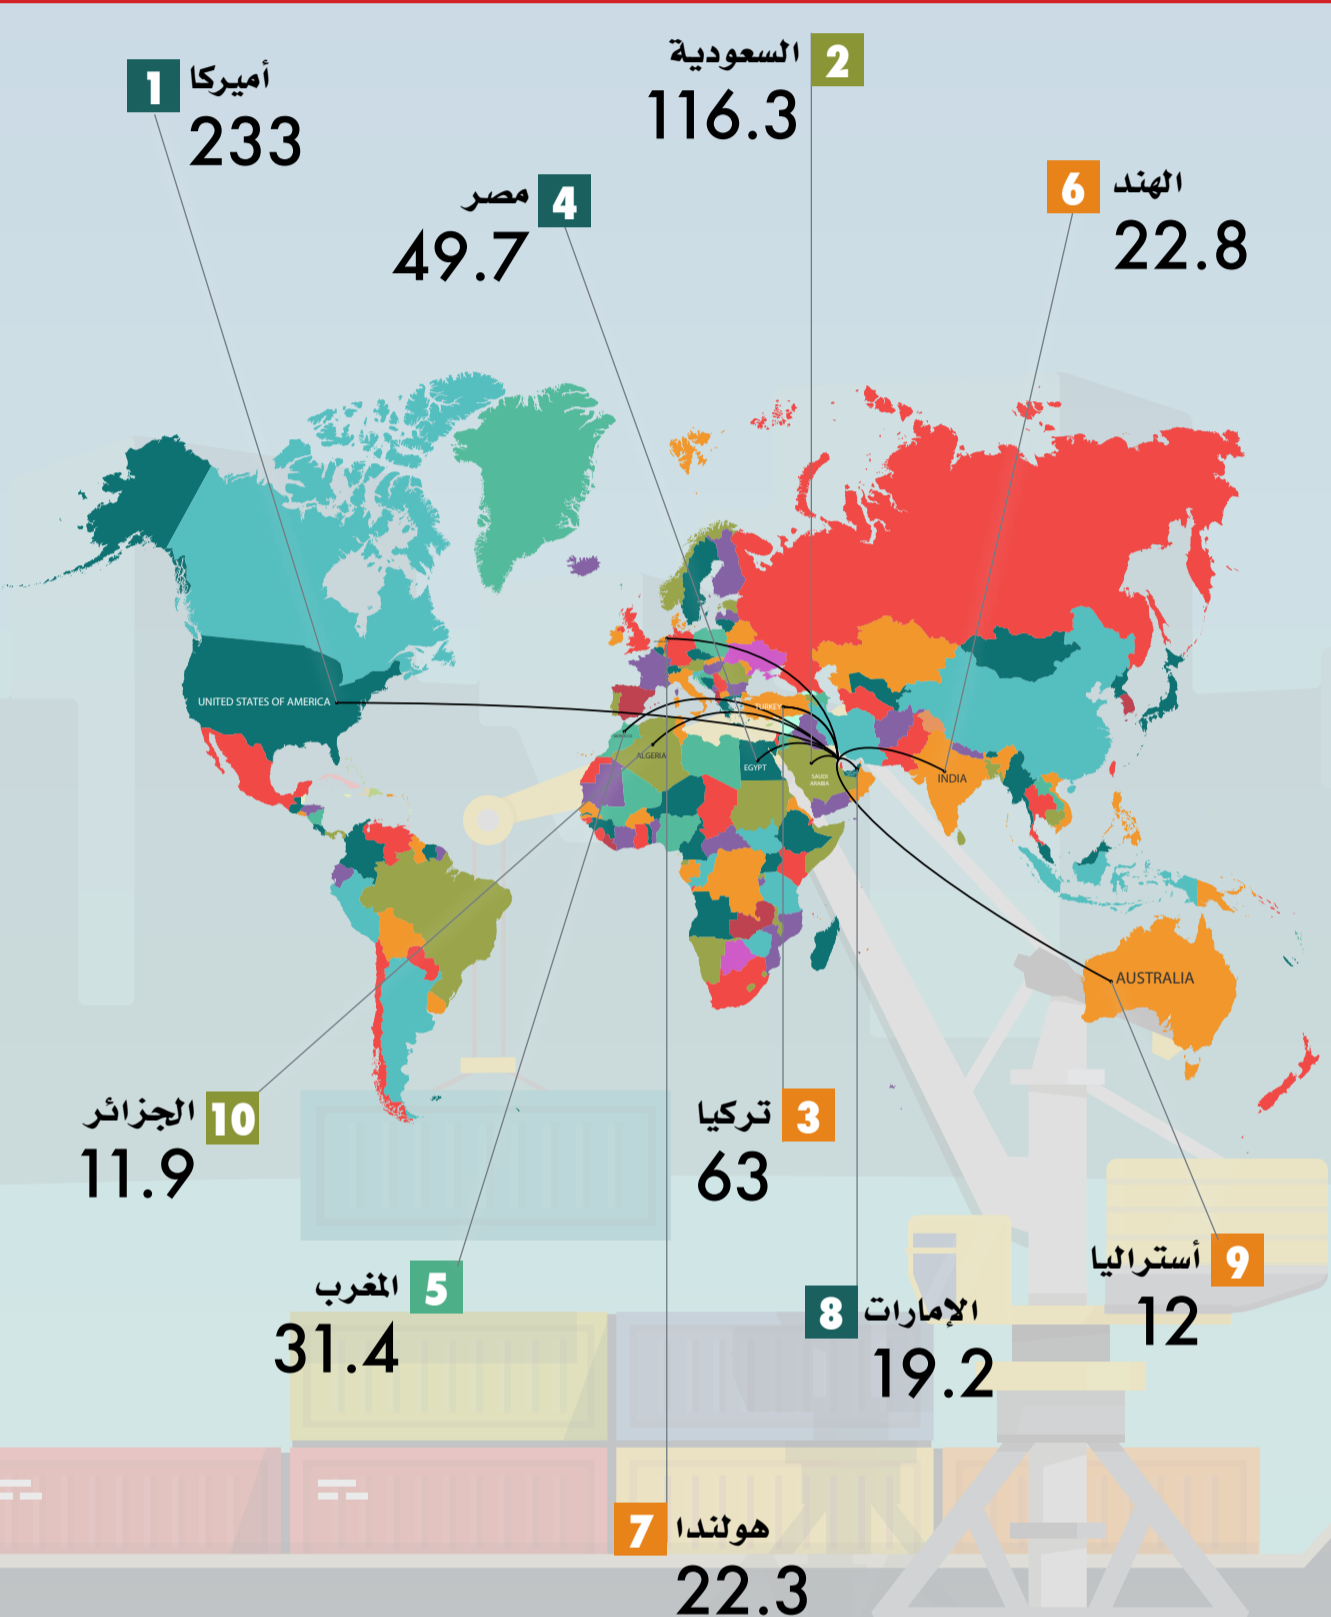 1 أميركا
233
2 السعودية
116.3
4 مصر
49.7
6 الهند
22.8
UNITED STATES OF AMERICA
TURKEY
ALGERIA
EGYPT
SAUDI
ARABIA
INDIA
AUSTRALIA
10 الجزائر
11.9
3 تركيا
63
5 المغرب
31.4
8 الإمارات
19.2
9 أستراليا
12
7 هولندا
22.3